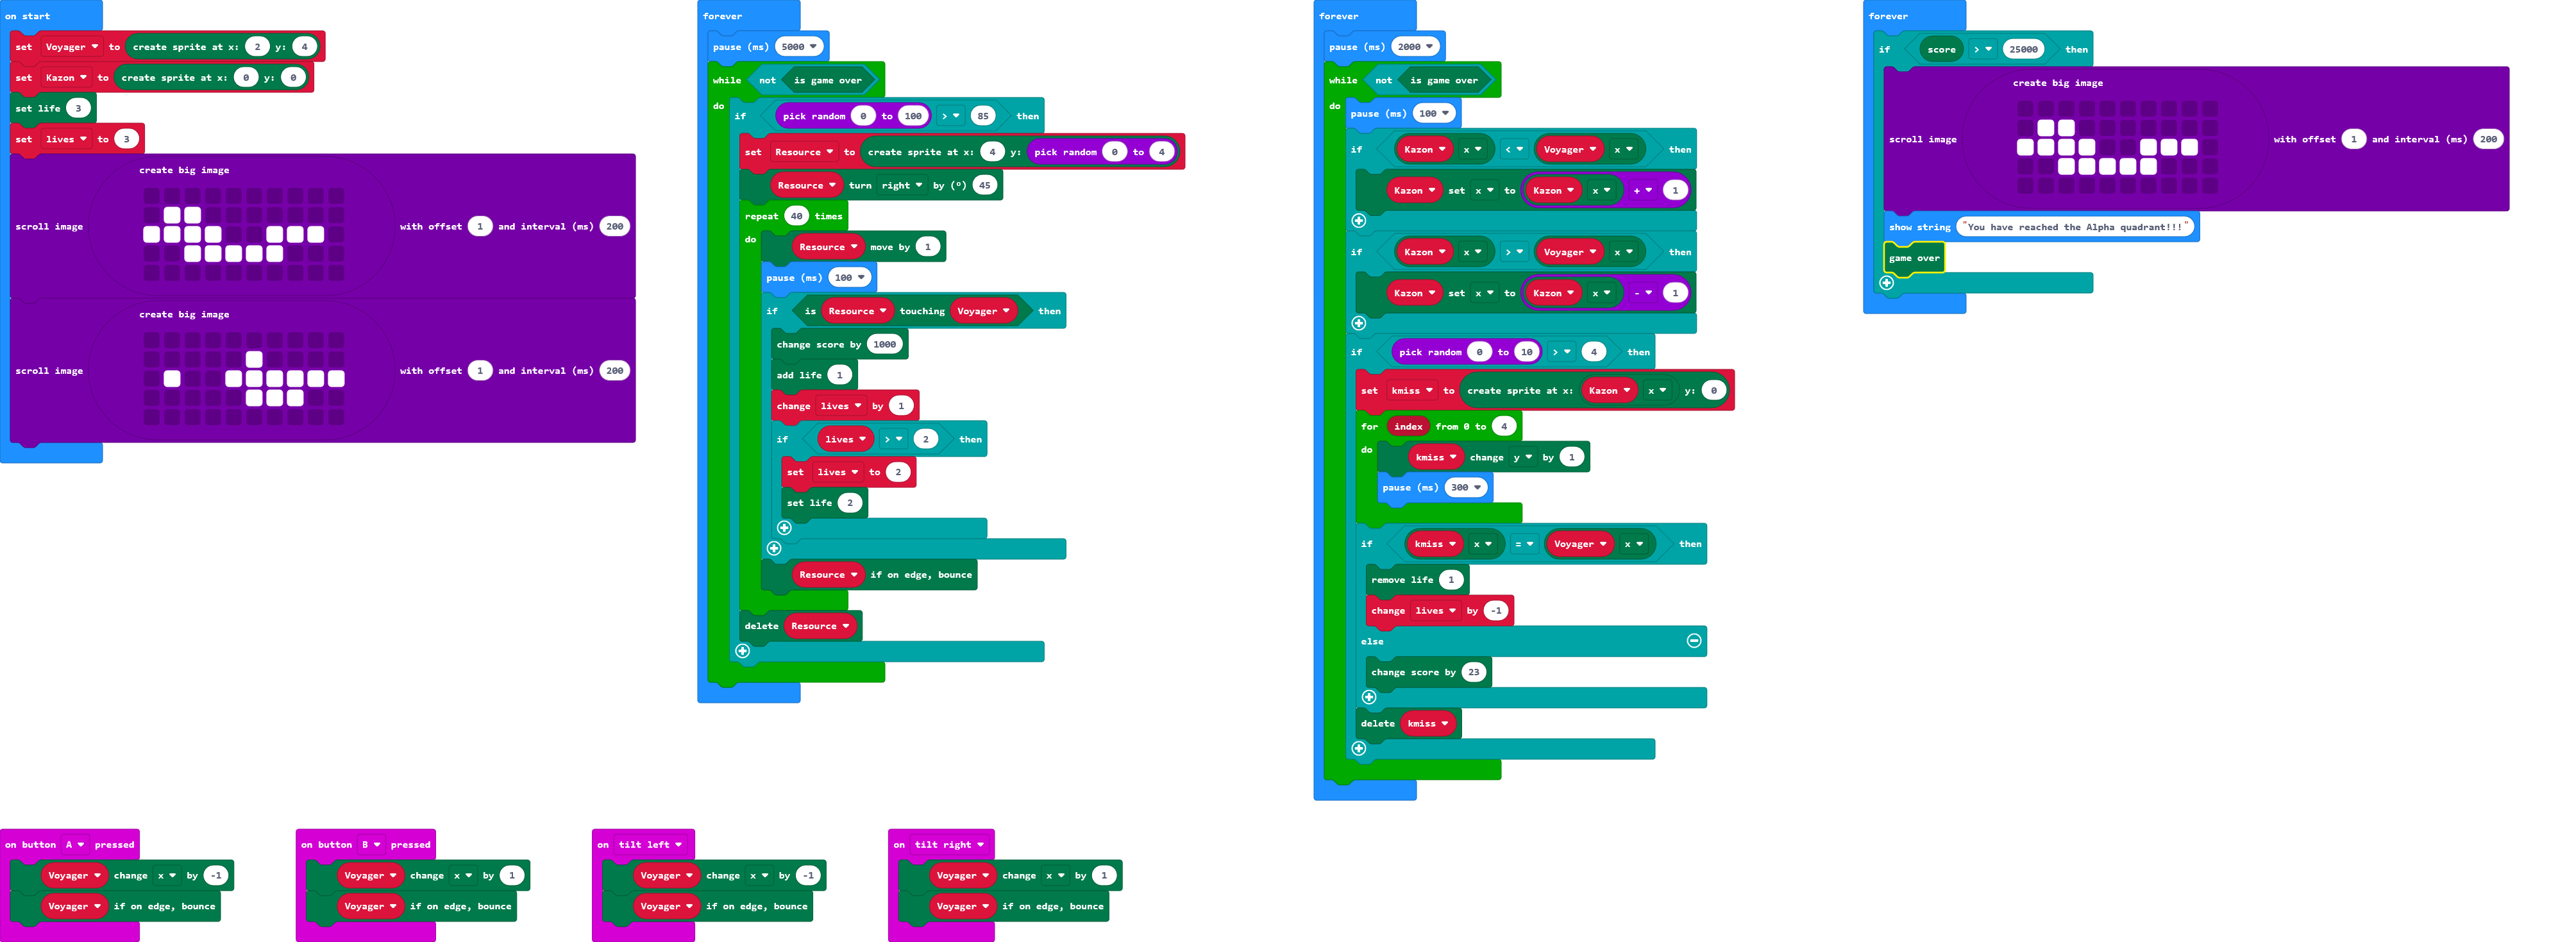 on start
set Voyager to create sprite at x: 2 y: 4
set Kazon to create sprite at x: 0 y: 0
set life 3
set lives to 3
create big image
scroll image with offset 1 and interval (ms) 200
create big image
scroll image with offset 1 and interval (ms) 200
forever
pause (ms) 5000
while not is game over
do
if pick random 0 to 100 > 85 then
set Resource to create sprite at x: 4 y: pick random 0 to 4
Resource turn right by (°) 45
repeat 40 times
do
Resource move by 1
pause (ms) 100
if is Resource touching Voyager then
change score by 1000
add life 1
change lives by 1
if lives > 2 then
set lives to 2
set life 2
Resource if on edge, bounce
delete Resource
forever
pause (ms) 2000
while not is game over
do
pause (ms) 100
if Kazon x < Voyager x then
Kazon set x to Kazon x + 1
if Kazon x > Voyager x then
Kazon set x to Kazon x - 1
if pick random 0 to 10 > 4 then
set kmiss to create sprite at x: Kazon x y: 0
for index from 0 to 4
do
kmiss change y by 1
pause (ms) 300
if kmiss x = Voyager x then
remove life 1
change lives by -1
else
change score by 23
delete kmiss
forever
if score > 25000 then
create big image
scroll image with offset 1 and interval (ms) 200
show string "You have reached the Alpha quadrant!!!"
game over
on button A pressed
Voyager change x by -1
Voyager if on edge, bounce
on button B pressed
Voyager change x by 1
Voyager if on edge, bounce
on tilt left
Voyager change x by -1
Voyager if on edge, bounce
on tilt right
Voyager change x by 1
Voyager if on edge, bounce